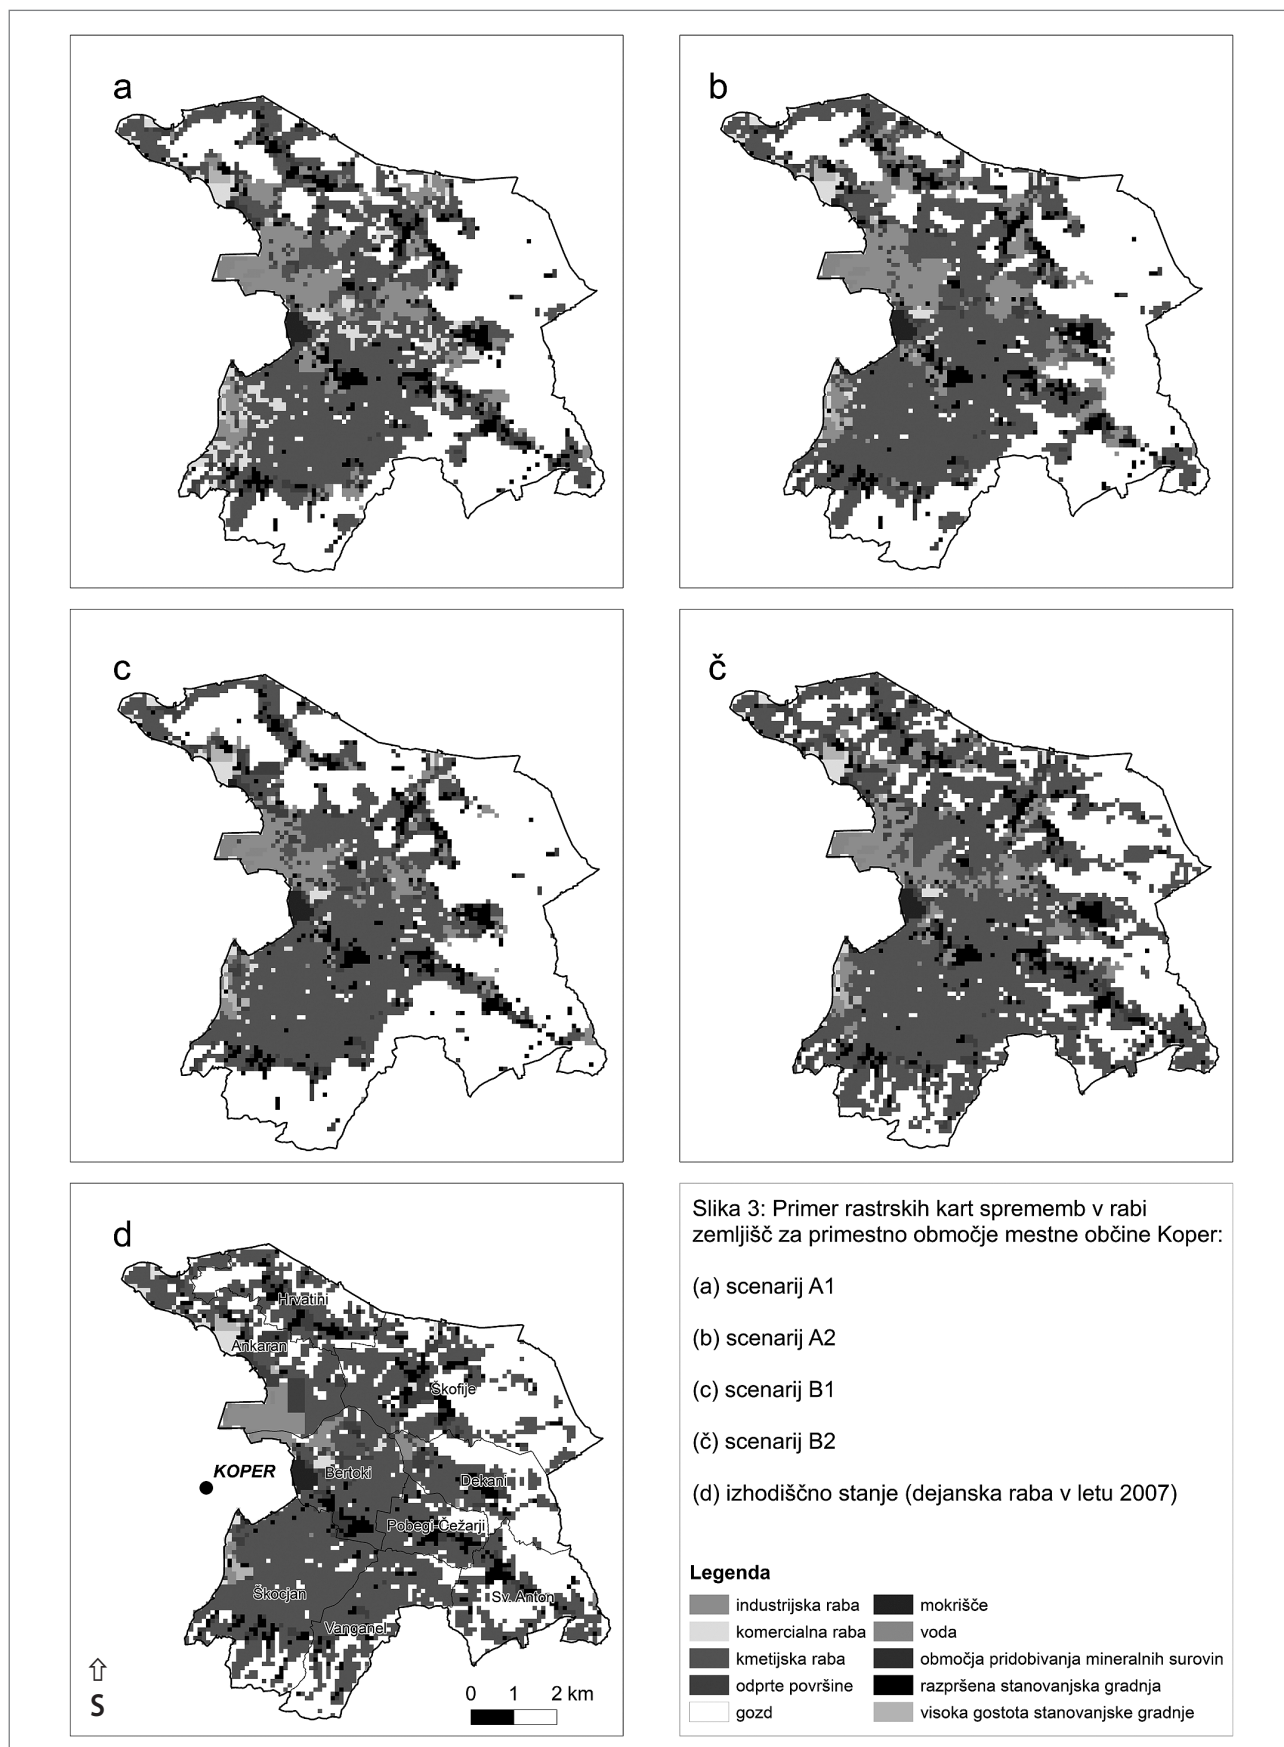 a
b
c
č
d
Hrvatini
Ankaran
Škofije
KOPER
Bertoki
Dekani
Pobegi-Čežarji
Škocjan
Sv. Anton
Vanganel
S
0 1 2 km
Slika 3: Primer rastrskih kart sprememb v rabi
zemljišč za primestno območje mestne občine Koper:
(a) scenarij A1
(b) scenarij A2
(c) scenarij B1
(č) scenarij B2
(d) izhodiščno stanje (dejanska raba v letu 2007)
Legenda
industrijska raba
komercialna raba
kmetijska raba
odprte površine
gozd
mokrišče
voda
območja pridobivanja mineralnih surovin
razpršena stanovanjska gradnja
visoka gostota stanovanjske gradnje